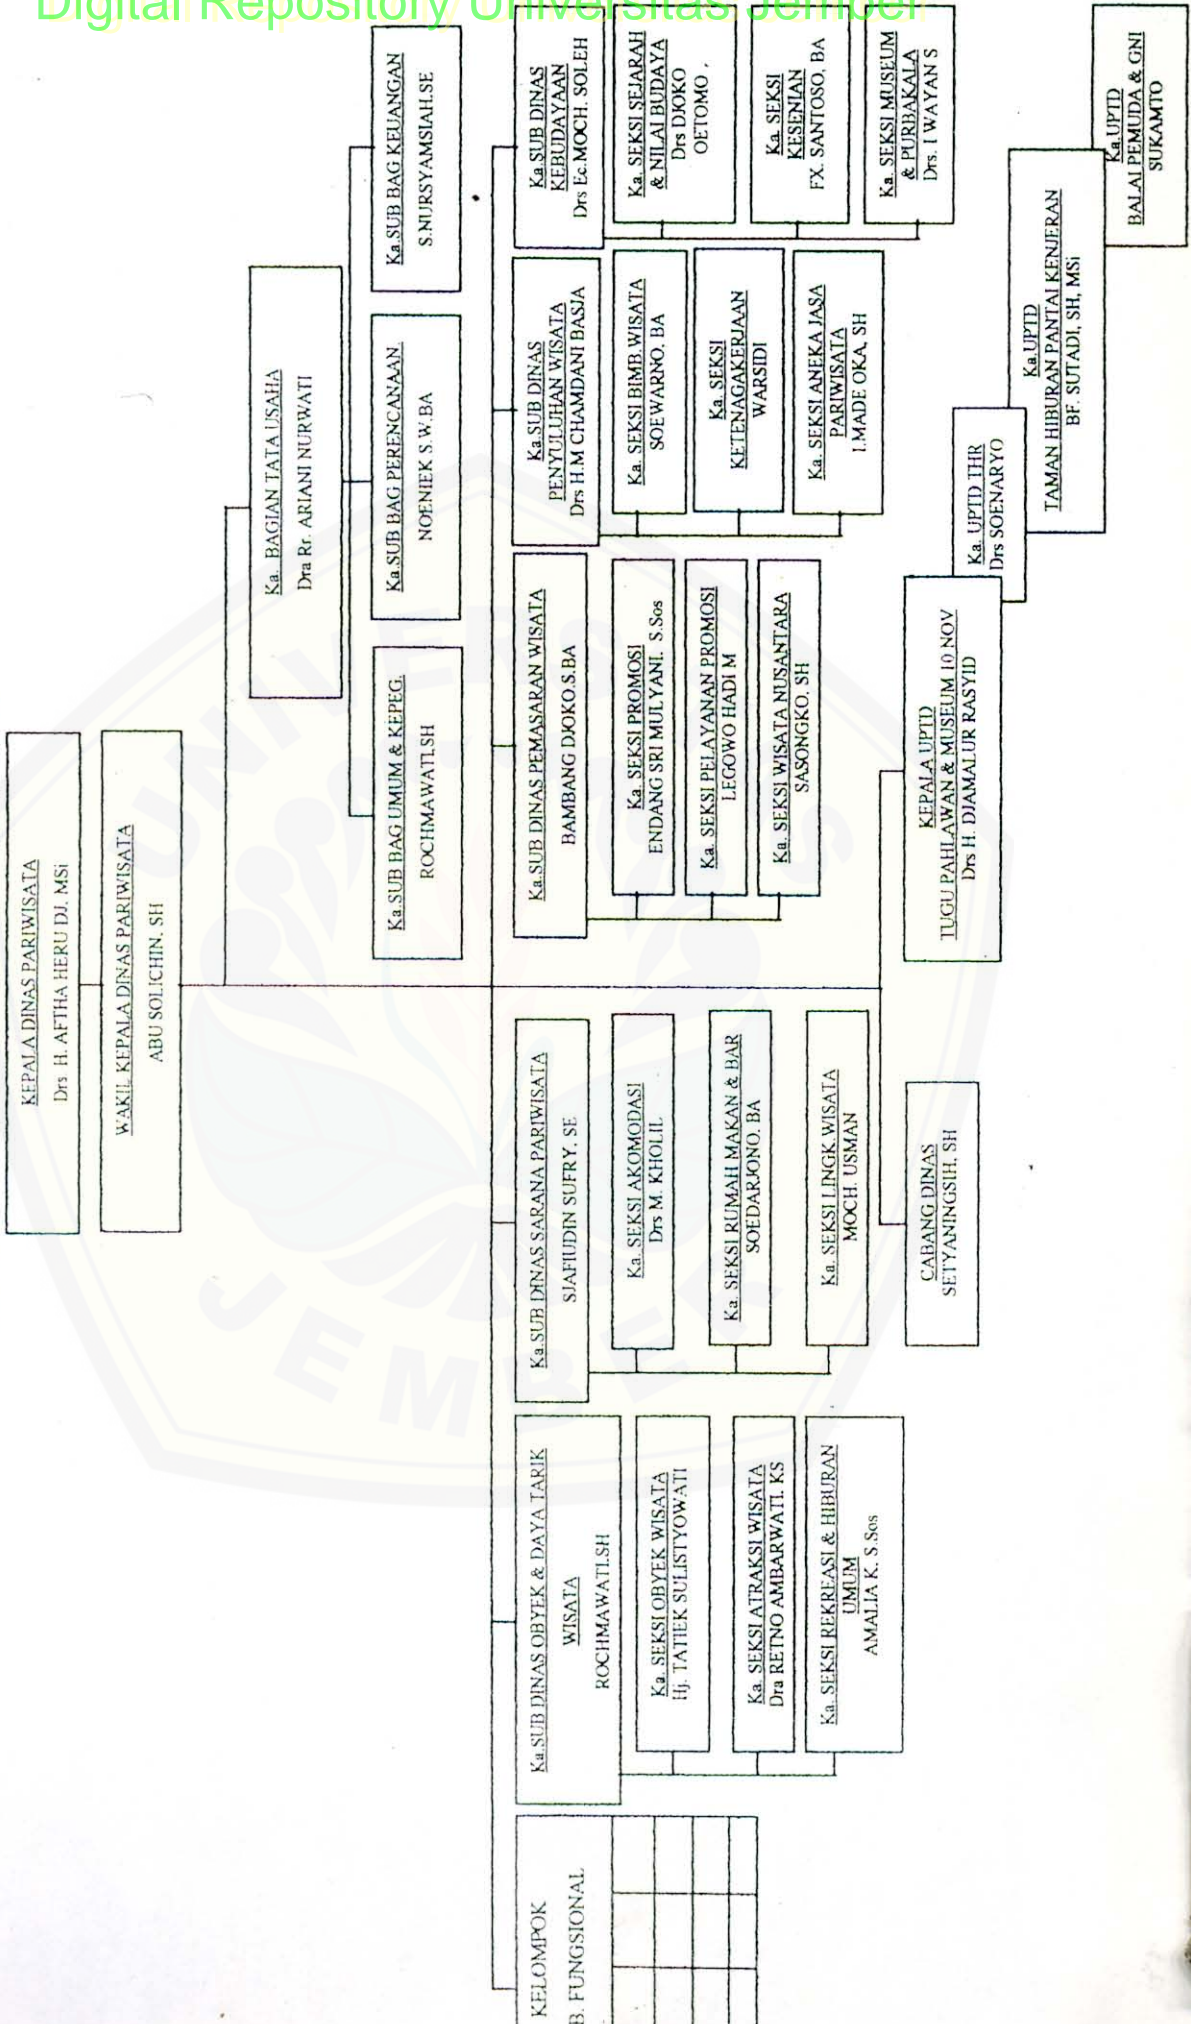 Digital Repository Universitas Jember
UNIVERSITAS
JEMBER
KEPALA DINAS PARIWISATA
Drs H. AFTHA HERU DJ. MSi
WAKIL KEPALA DINAS PARIWISATA
ABU SOLICHIN. SH
Ka. BAGIAN TATA USAHA
Dra Rr. ARIANI NURWATI
Ka.SUB BAG UMUM & KEPEG.
ROCHMAWATI.SH
Ka.SUB BAG PERENCANAAN
NOENIEK S.W.BA
Ka.SUB BAG KEUANGAN
S.NURSYAMSIAH.SE
KELOMPOK
B. FUNGSIONAL
Ka.SUB DINAS OBYEK & DAYA TARIK
WISATA
ROCHMAWATI.SH
Ka. SEKSI OBYEK WISATA
Hj. TATIEK SULISTYOWATI
Ka. SEKSI ATRAKSI WISATA
Dra RETNO AMBARWATI. KS
Ka. SEKSI REKREASI & HIBURAN
UMUM
AMALIA K. S.Sos
Ka.SUB DINAS SARANA PARIWISATA
SJAFIUDIN SUFRY, SE
Ka. SEKSI AKOMODASI
Drs M. KHOLIL
Ka. SEKSI RUMAH MAKAN & BAR
SOEDARJONO. BA
Ka. SEKSI LINGK.WISATA
MOCH. USMAN
Ka.SUB DINAS PEMASARAN WISATA
BAMBANG DJOKO.S.BA
Ka. SEKSI PROMOSI
ENDANG SRI MULYANI. S.Sos
Ka. SEKSI PELAYANAN PROMOSI
LEGOWO HADI M
Ka. SEKSI WISATA NUSANTARA
SASONGKO. SH
Ka.SUB DINAS
PENYULUHAN WISATA
Drs H.M CHAMDANI BASJA
Ka. SEKSI BIMB.WISATA
SOEWARNO, BA
Ka. SEKSI
KETENAGAKERJAAN
WARSIDI
Ka. SEKSI ANEKA JASA
PARIWISATA
I.MADE OKA, SH
Ka.SUB DINAS
KEBUDAYAAN
Drs Ec.MOCH. SOLEH
Ka. SEKSI SEJARAH
& NILAI BUDAYA
Drs DJOKO
OETOMO ,
Ka. SEKSI
KESENIAN
FX. SANTOSO, BA
Ka. SEKSI MUSEUM
& PURBAKALA
Drs. I WAYAN S
CABANG DINAS
SETYANINGSIH. SH
KEPALA UPTD
TUGU PAHLAWAN & MUSEUM 10 NOV
Drs H. DJAMALUR RASYID
Ka. UPTD THR
Drs SOENARYO
Ka.UPTD
TAMAN HIBURAN PANTAI KENJERAN
BF. SUTADI, SH, MSi
Ka.UPTD
BALAI PEMUDA & GNI
SUKAMTO